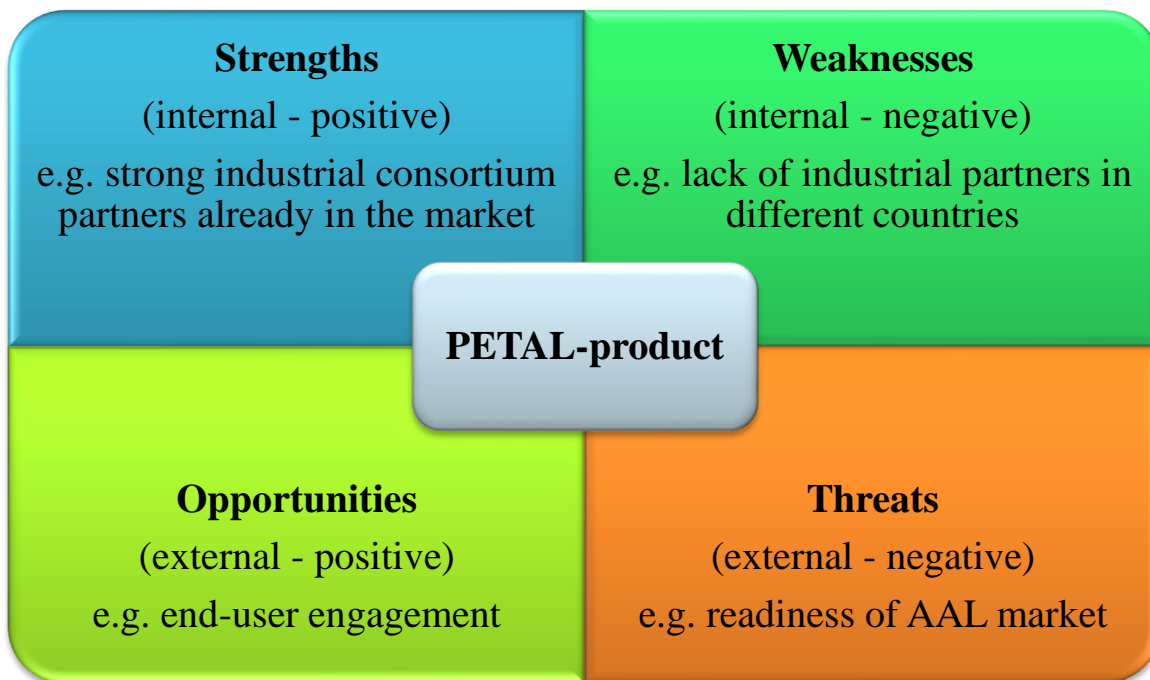 Strengths
(internal - positive)
e.g. strong industrial consortium
partners already in the market
Weaknesses
(internal - negative)
e.g. lack of industrial partners in
different countries
PETAL-product
Opportunities
(external - positive)
e.g. end-user engagement
Threats
(external - negative)
e.g. readiness of AAL market